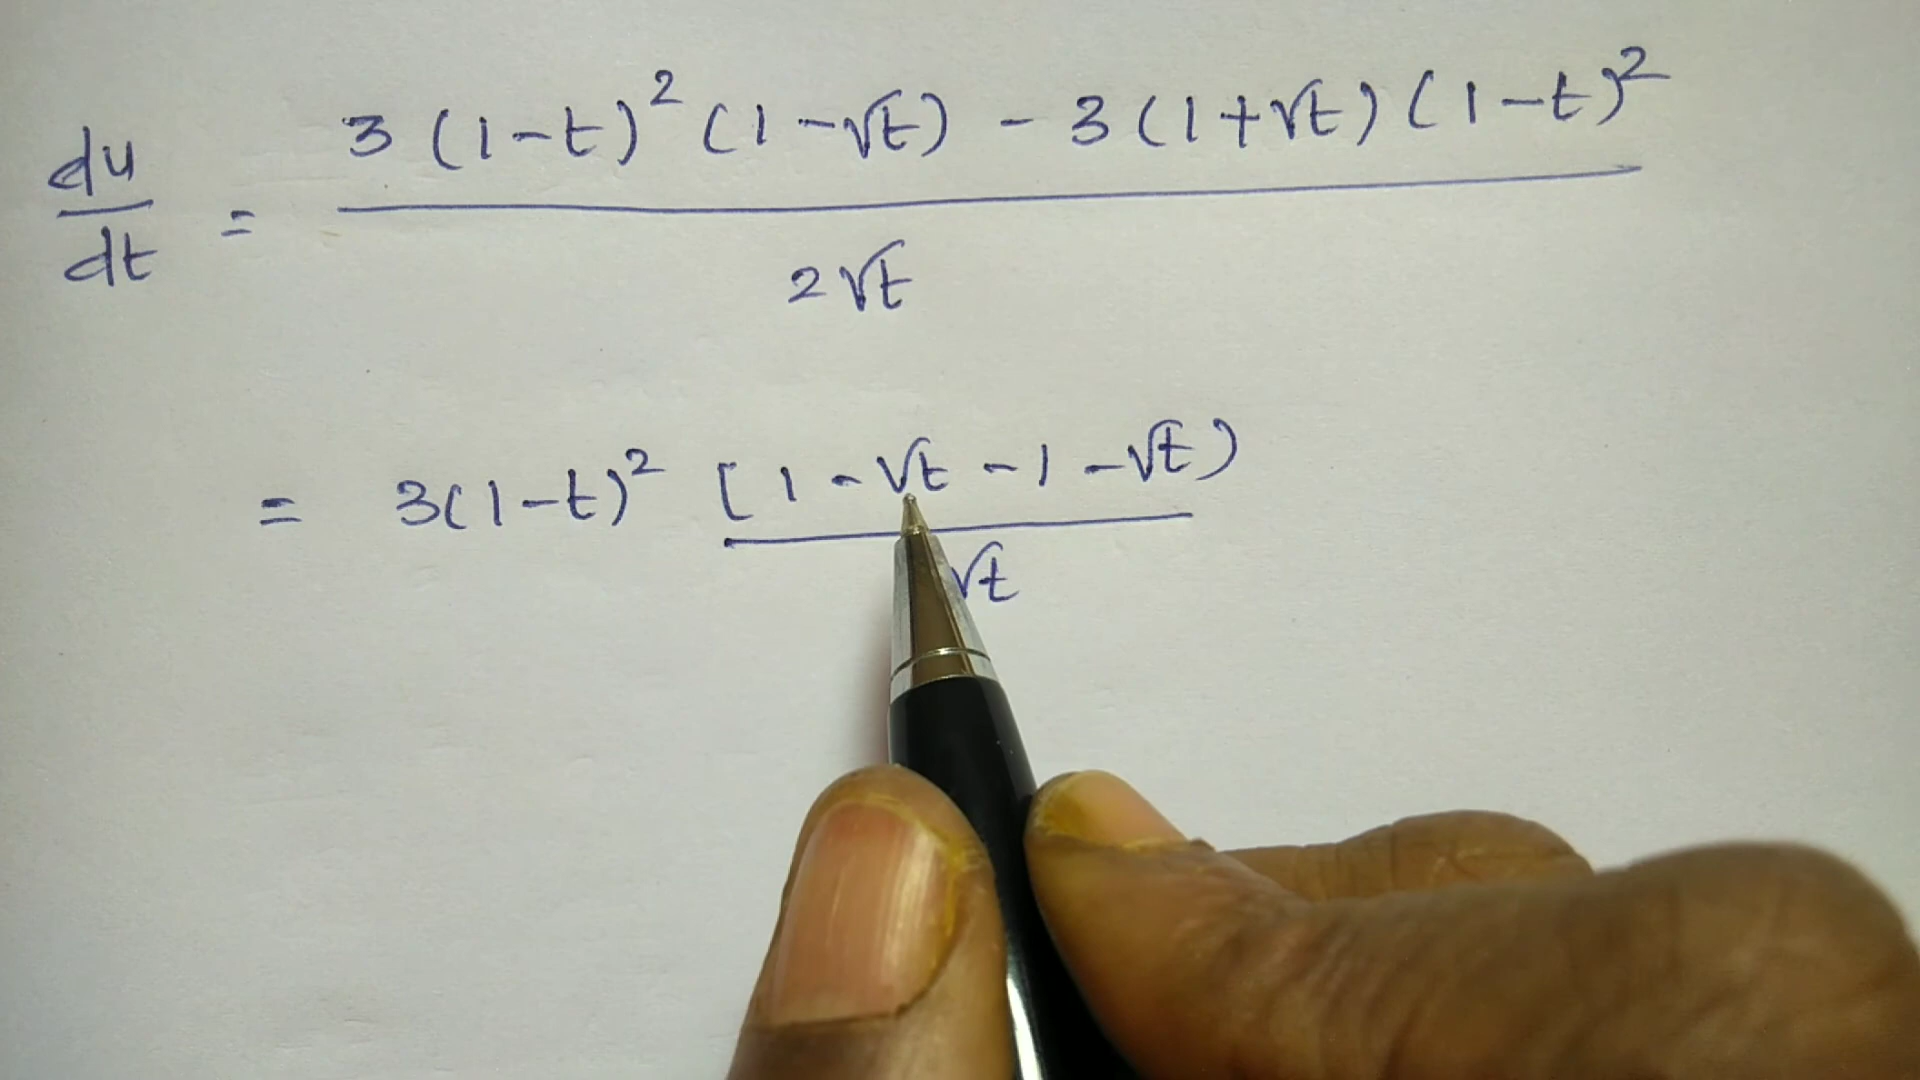 du/dt = 3(1-t)²(1-√t) - 3(1+√t)(1-t)² / 2√t
= 3(1-t)² [1-√t-1-√t) / √t